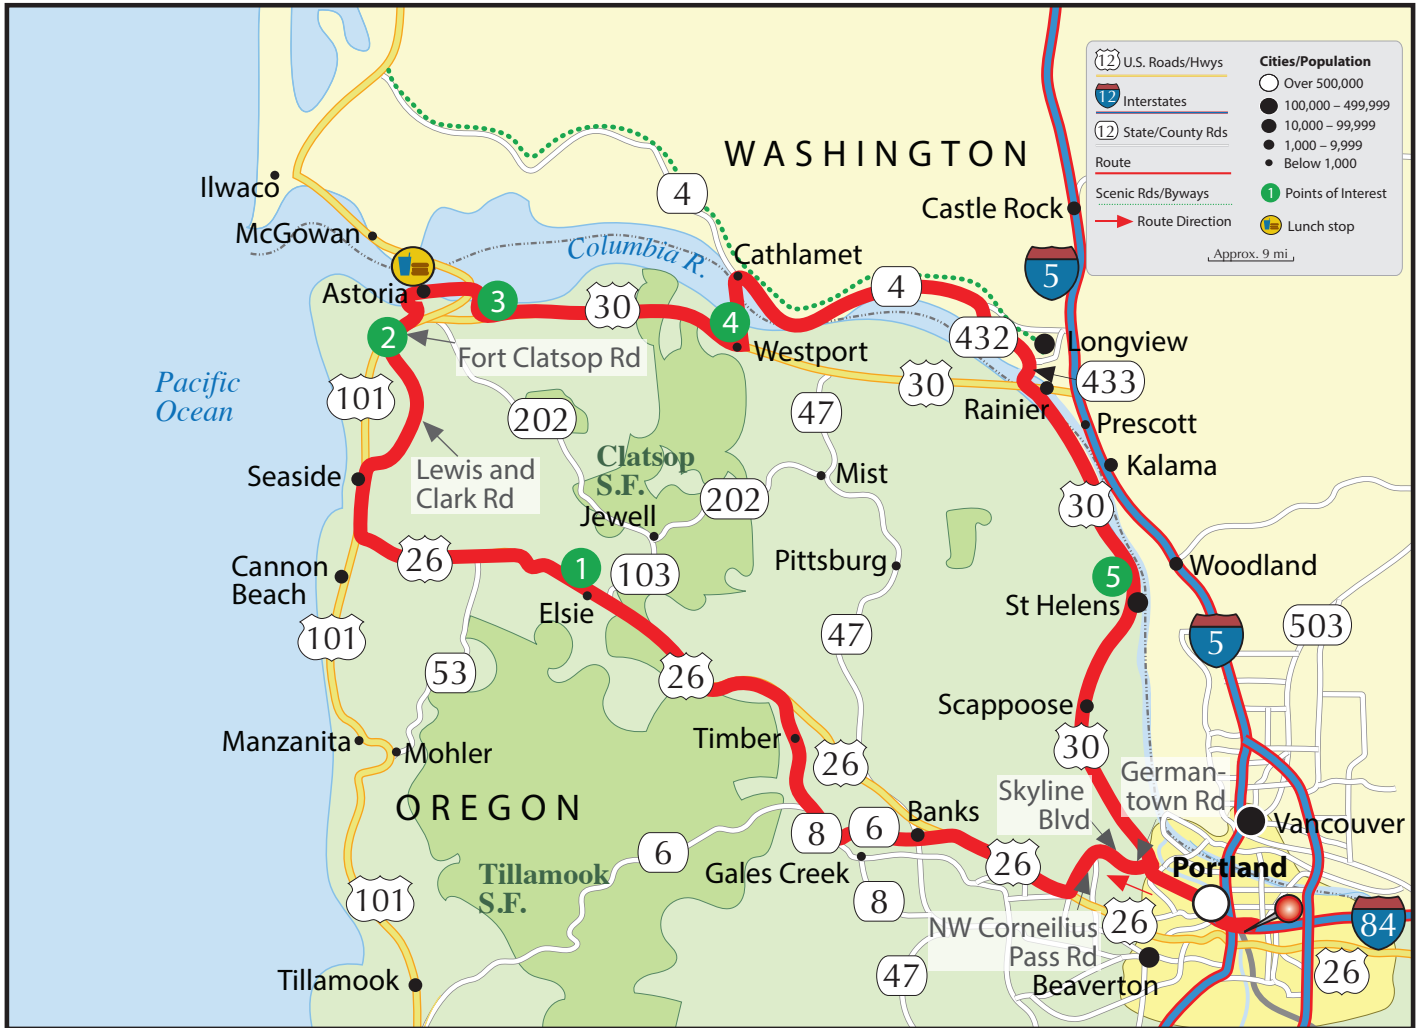 12 U.S. Roads/Hwys
12 Interstates
12 State/County Rds
Route
Scenic Rds/Byways
Route Direction
Cities/Population
Over 500,000
100,000 – 499,999
10,000 – 99,999
1,000 – 9,999
Below 1,000
1 Points of Interest
Lunch stop
Approx. 9 mi
WASHINGTON
4
Ilwaco
Castle Rock
McGowan
Columbia R.
Cathlamet
5
4
Astoria
3
30
4
432
2
Fort Clatsop Rd
Westport
Longview
Pacific
Ocean
101
30
433
202
47
Rainier
Prescott
Clatsop
S.F.
Seaside
Lewis and
Clark Rd
Mist
Kalama
202
30
Jewell
26
1
103
Pittsburg
Cannon
Beach
Woodland
5
Elsie
St Helens
101
47
5
503
53
26
Scappoose
Manzanita
Mohler
Timber
30
26
German-
town Rd
Skyline
Blvd
OREGON
Banks
8
6
Vancouver
6
Gales Creek
26
Portland
Tillamook
S.F.
101
8
NW Corneilius
Pass Rd
26
84
47
Beaverton
26
Tillamook